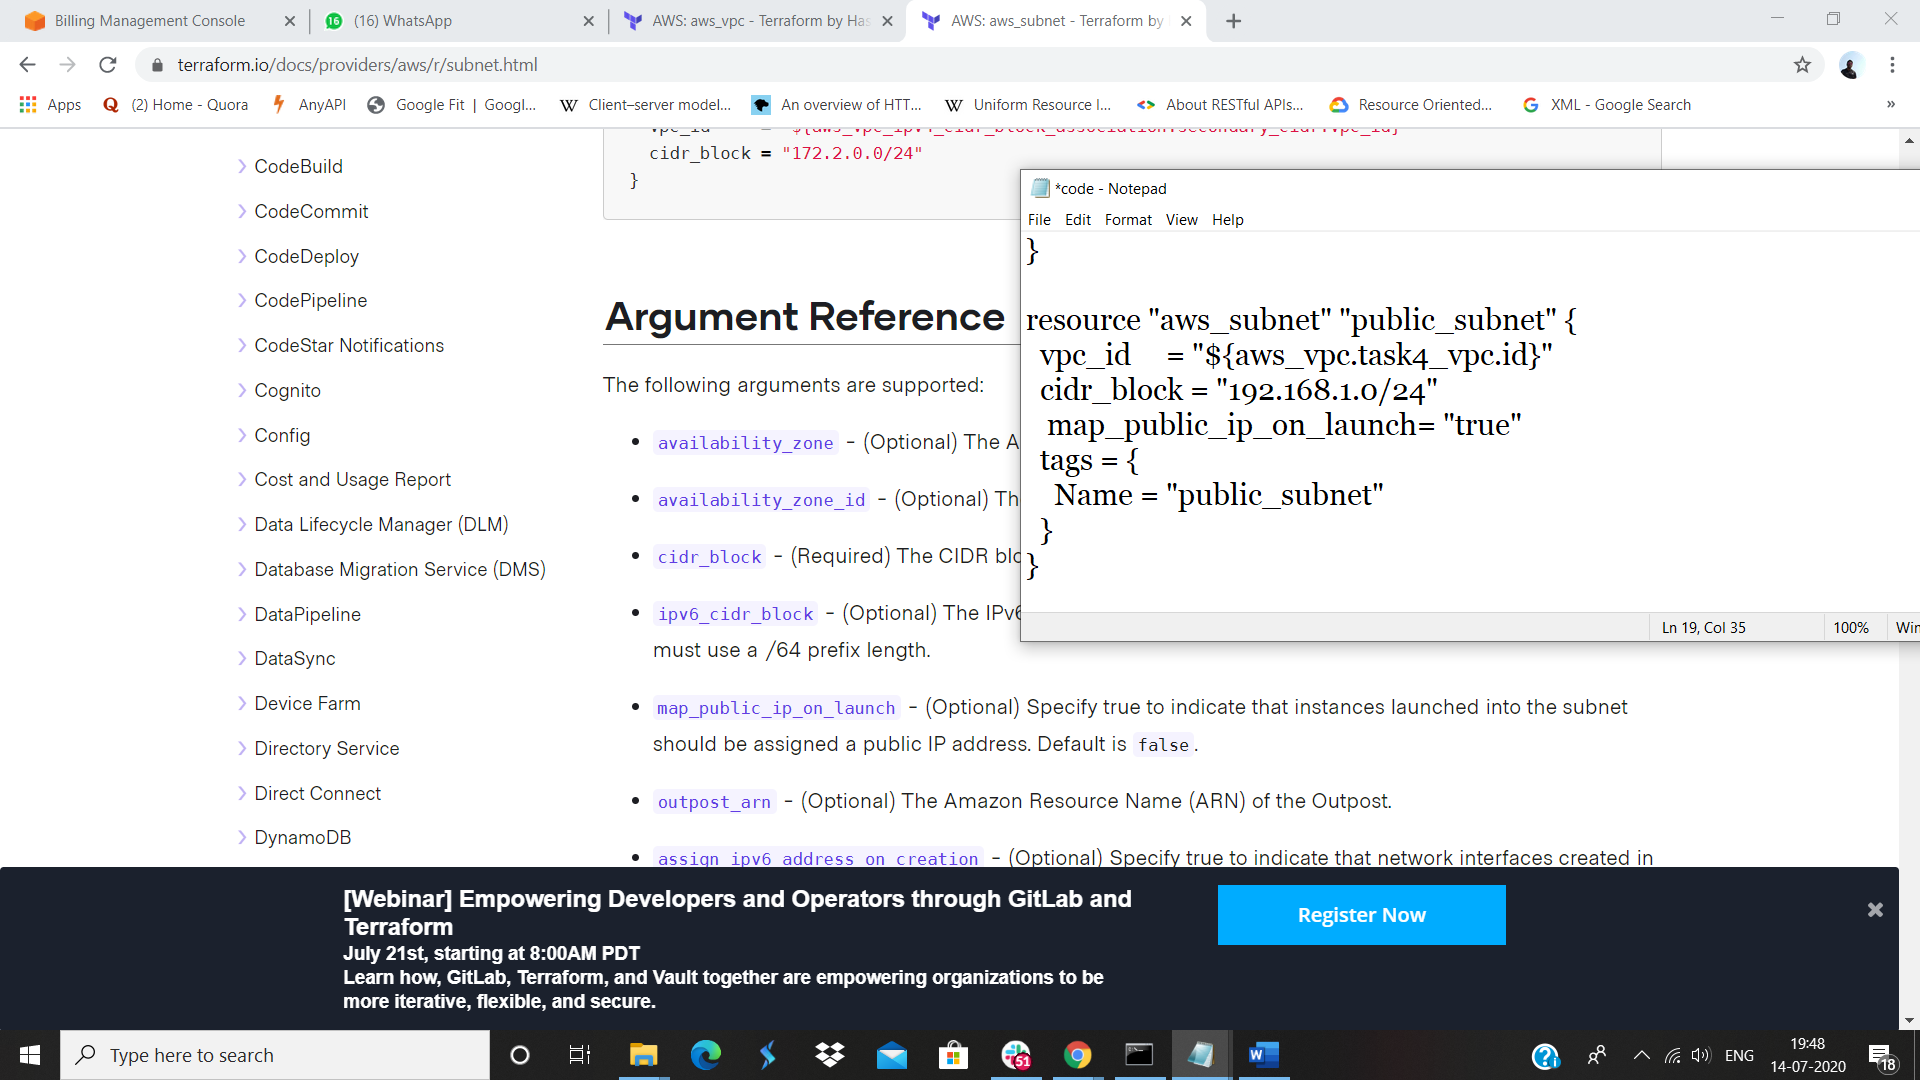 Billing Management Console
(16) WhatsApp
AWS: aws_vpc - Terraform by Has
AWS: aws_subnet - Terraform by
terraform.io/docs/providers/aws/r/subnet.html
Apps
(2) Home - Quora
AnyAPI
Google Fit | Googl...
Client–server model...
An overview of HTT...
Uniform Resource I...
About RESTful APIs...
Resource Oriented...
XML - Google Search
»
CodeBuild
CodeCommit
CodeDeploy
CodePipeline
CodeStar Notifications
Cognito
Config
Cost and Usage Report
Data Lifecycle Manager (DLM)
Database Migration Service (DMS)
DataPipeline
DataSync
Device Farm
Directory Service
Direct Connect
DynamoDB
vpc_id = "${aws_vpc_ipv4_cidr_block_association.secondary_cidr.vpc_id}"
cidr_block = "172.2.0.0/24"
}
Argument Reference
The following arguments are supported:
• availability_zone - (Optional) The A
• availability_zone_id - (Optional) Th
• cidr_block - (Required) The CIDR blo
• ipv6_cidr_block - (Optional) The IPv6
must use a /64 prefix length.
• map_public_ip_on_launch - (Optional) Specify true to indicate that instances launched into the subnet
should be assigned a public IP address. Default is false.
• outpost_arn - (Optional) The Amazon Resource Name (ARN) of the Outpost.
• assign_ipv6_address_on_creation - (Optional) Specify true to indicate that network interfaces created in
*code - Notepad
File Edit Format View Help
}
resource "aws_subnet" "public_subnet" {
vpc_id = "${aws_vpc.task4_vpc.id}"
cidr_block = "192.168.1.0/24"
map_public_ip_on_launch= "true"
tags = {
Name = "public_subnet"
}
}
Ln 19, Col 35
100%
Win
[Webinar] Empowering Developers and Operators through GitLab and
Terraform
July 21st, starting at 8:00AM PDT
Learn how, GitLab, Terraform, and Vault together are empowering organizations to be
more iterative, flexible, and secure.
Register Now
Type here to search
51
ENG
19:48
14-07-2020
18